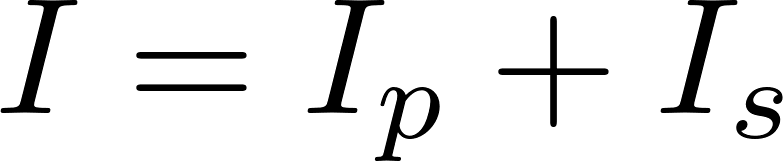 I = I_p + I_s